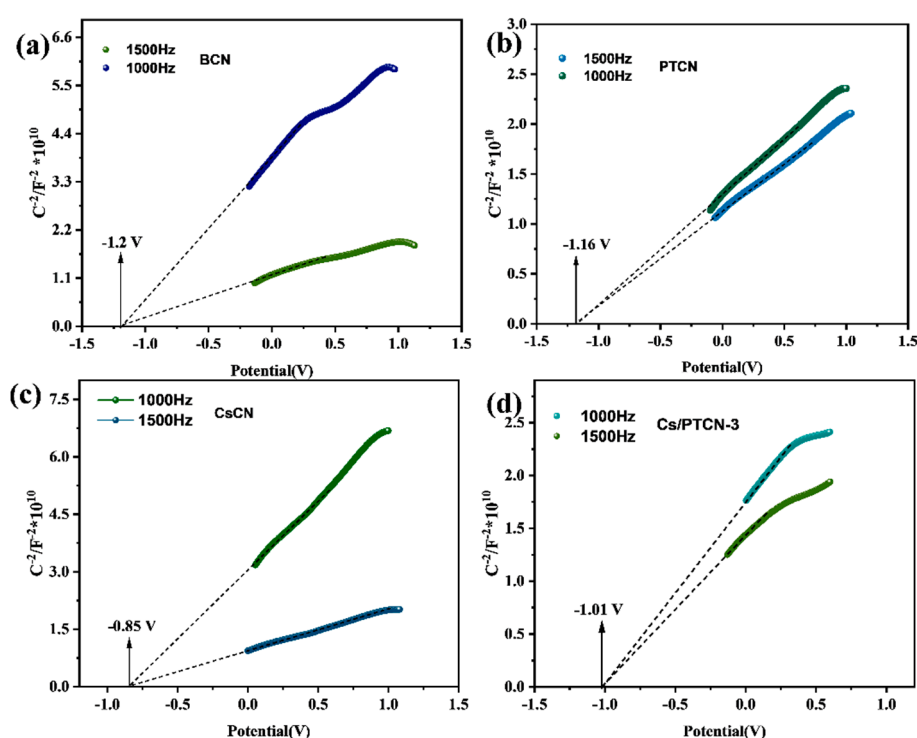 (a)
1500Hz
1000Hz
BCN
C⁻²/F⁻² *10¹⁰
6.6
5.5
4.4
3.3
2.2
1.1
0.0
-1.2 V
-1.5 -1.0 -0.5 0.0 0.5 1.0 1.5
Potential(V)
(b)
1500Hz
1000Hz
PTCN
C⁻²/F⁻² *10¹⁰
3.0
2.5
2.0
1.5
1.0
0.5
0.0
-1.16 V
-1.5 -1.0 -0.5 0.0 0.5 1.0 1.5
Potential(V)
(c)
1000Hz
1500Hz
CsCN
C⁻²/F⁻²*10¹⁰
7.5
6.0
4.5
3.0
1.5
0.0
-0.85 V
-1.0 -0.5 0.0 0.5 1.0 1.5
Potential(V)
(d)
1000Hz
1500Hz
Cs/PTCN-3
C⁻²/F⁻²*10¹⁰
2.5
2.0
1.5
1.0
0.5
0.0
-1.01 V
-1.5 -1.0 -0.5 0.0 0.5 1.0
Potential(V)